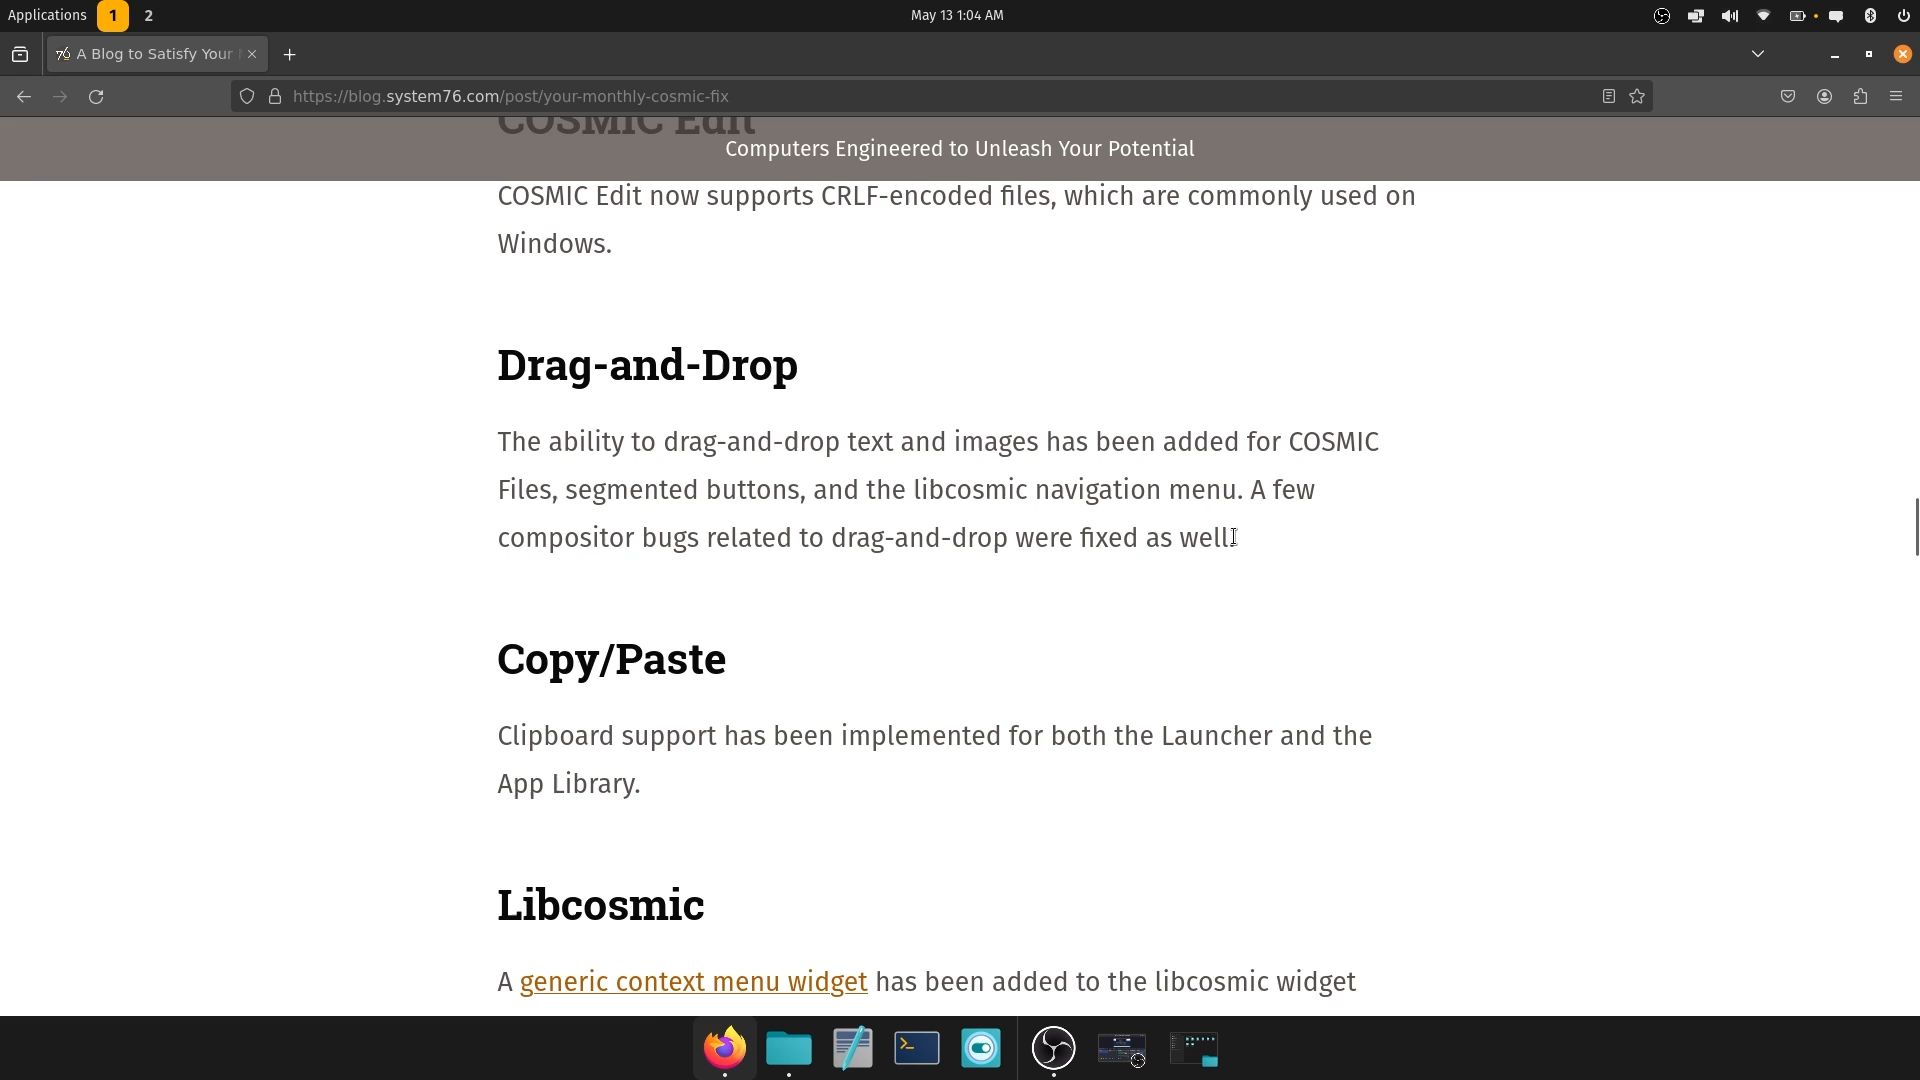 Applications 1 2 May 13 1:04 AM
A Blog to Satisfy Your
https://blog.system76.com/post/your-monthly-cosmic-fix
COSMIC Edit
Computers Engineered to Unleash Your Potential
COSMIC Edit now supports CRLF-encoded files, which are commonly used on
Windows.
Drag-and-Drop
The ability to drag-and-drop text and images has been added for COSMIC
Files, segmented buttons, and the libcosmic navigation menu. A few
compositor bugs related to drag-and-drop were fixed as well.
Copy/Paste
Clipboard support has been implemented for both the Launcher and the
App Library.
Libcosmic
A generic context menu widget has been added to the libcosmic widget